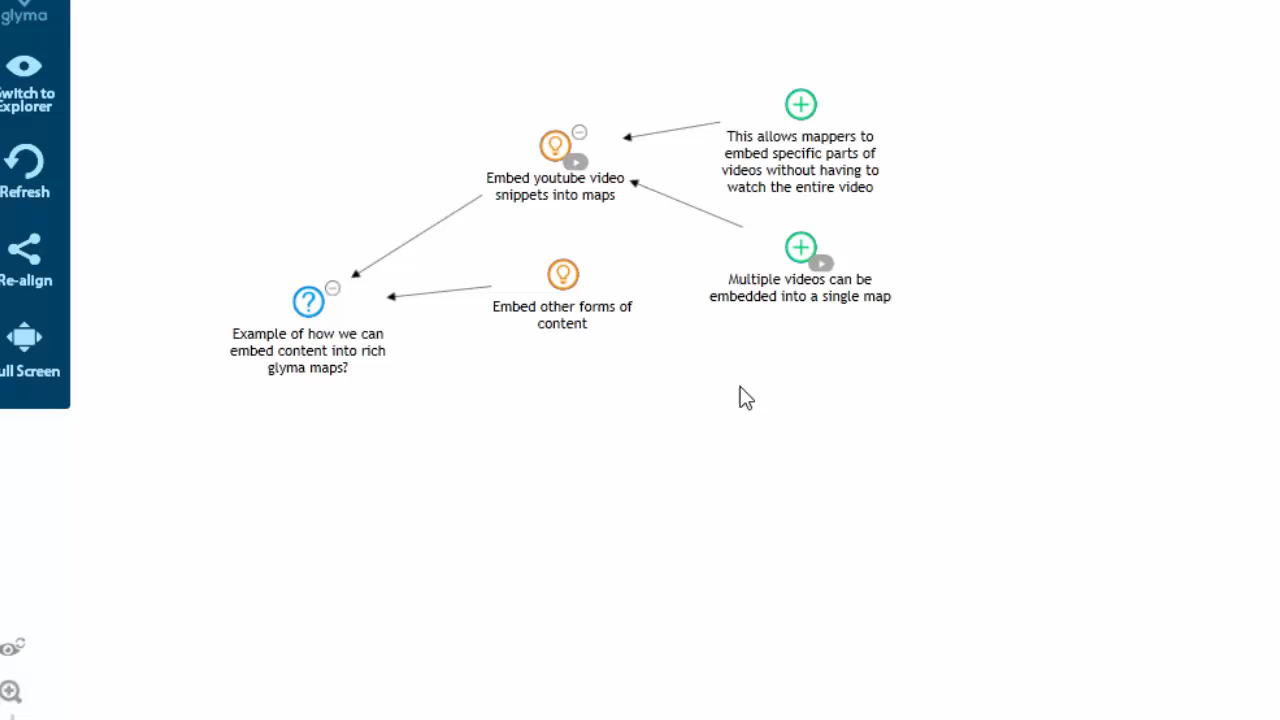 glyma
Switch to
Explorer
Refresh
Re-align
ull Screen
This allows mappers to
embed specific parts of
videos without having to
watch the entire video
Embed youtube video
snippets into maps
Multiple videos can be
embedded into a single map
Embed other forms of
content
Example of how we can
embed content into rich
glyma maps?